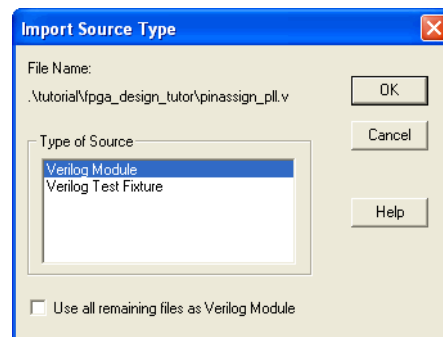 Import Source Type
File Name:
.\tutorial\fpga_design_tutor\pinassign_pll.v
OK
Cancel
Type of Source
Verilog Module
Verilog Test Fixture
Help
Use all remaining files as Verilog Module